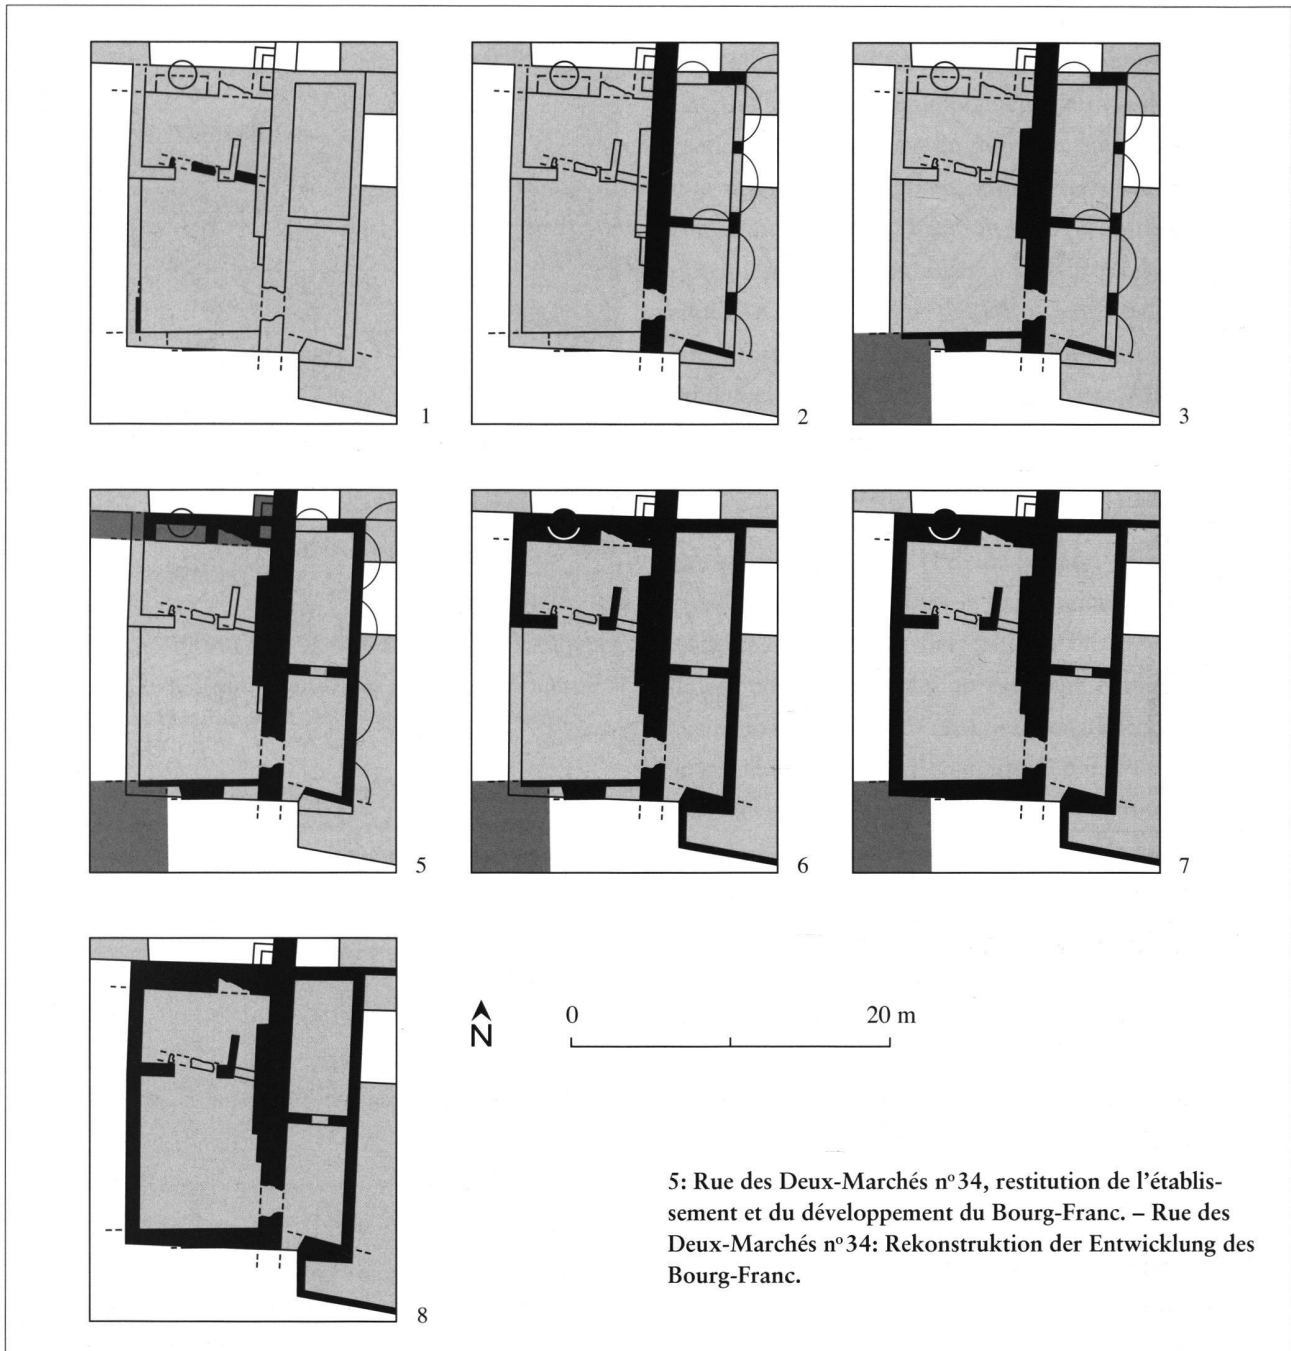 1
2
3
5
6
7
8
N
0 20 m
5: Rue des Deux-Marchés nº 34, restitution de l’établis-
sement et du développement du Bourg-Franc. – Rue des
Deux-Marchés nº 34: Rekonstruktion der Entwicklung des
Bourg-Franc.